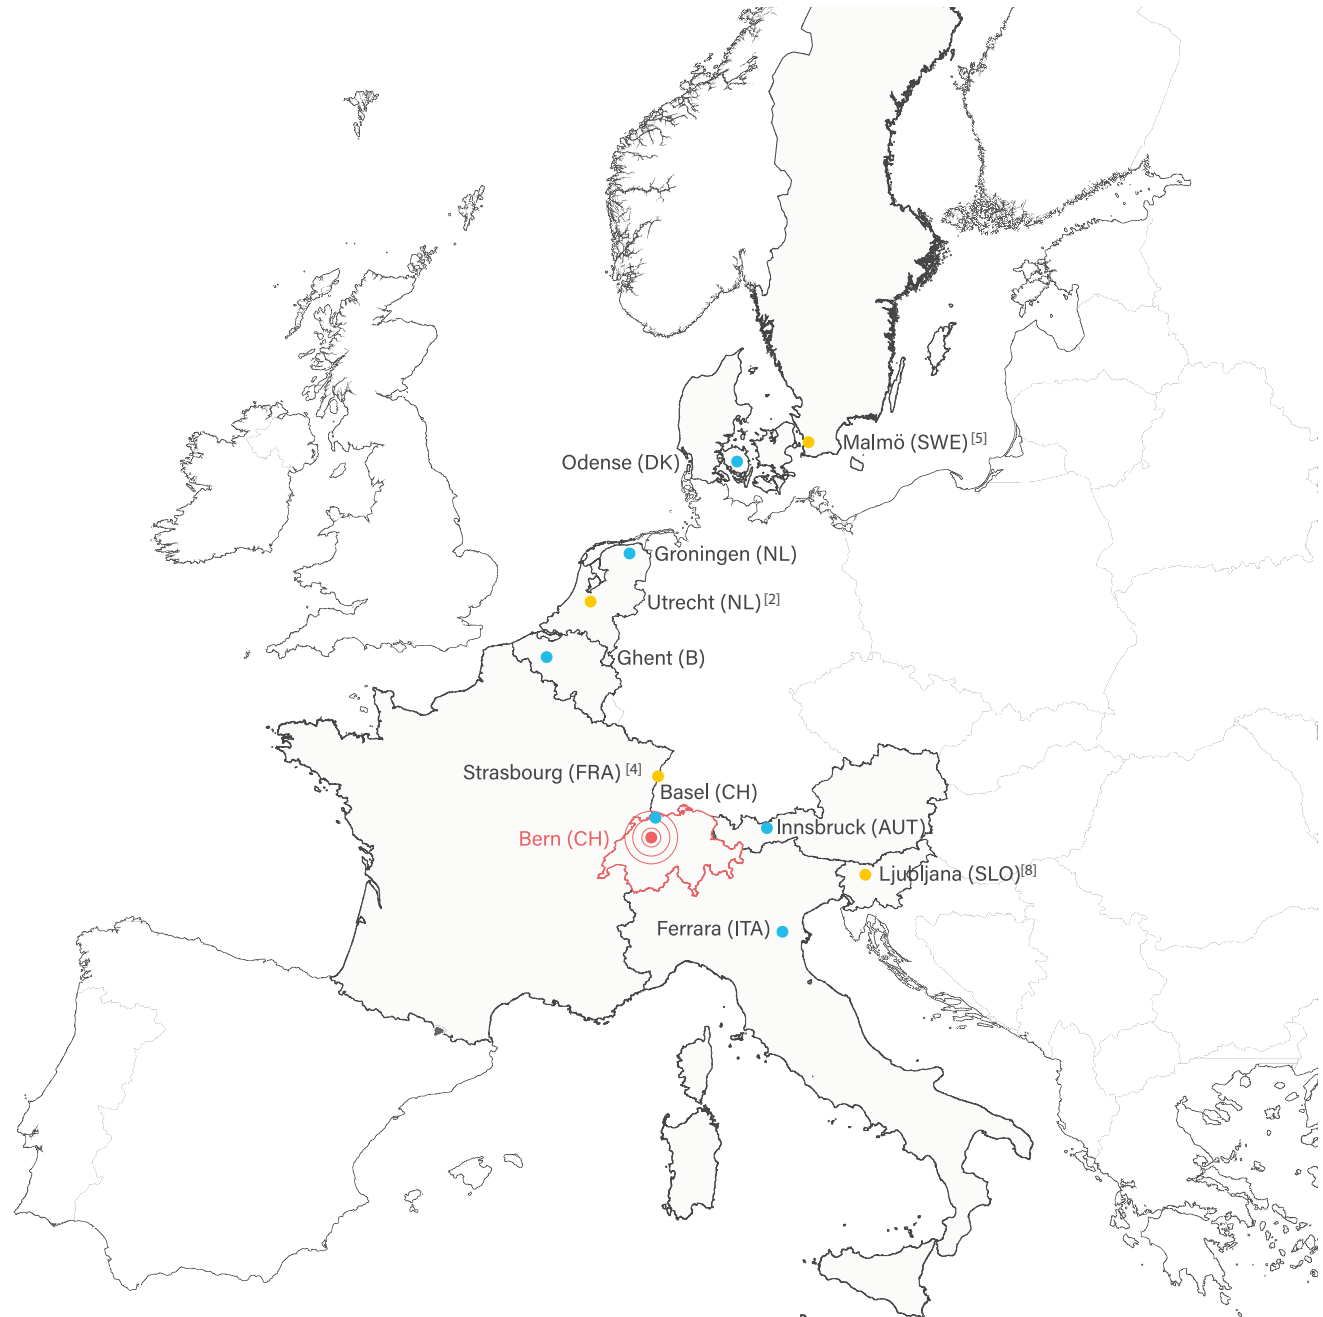 Malmö (SWE) [5]
Odense (DK)
Groningen (NL)
Utrecht (NL) [2]
Ghent (B)
Strasbourg (FRA) [4]
Basel (CH)
Innsbruck (AUT)
Bern (CH)
Ljubljana (SLO)[8]
Ferrara (ITA)